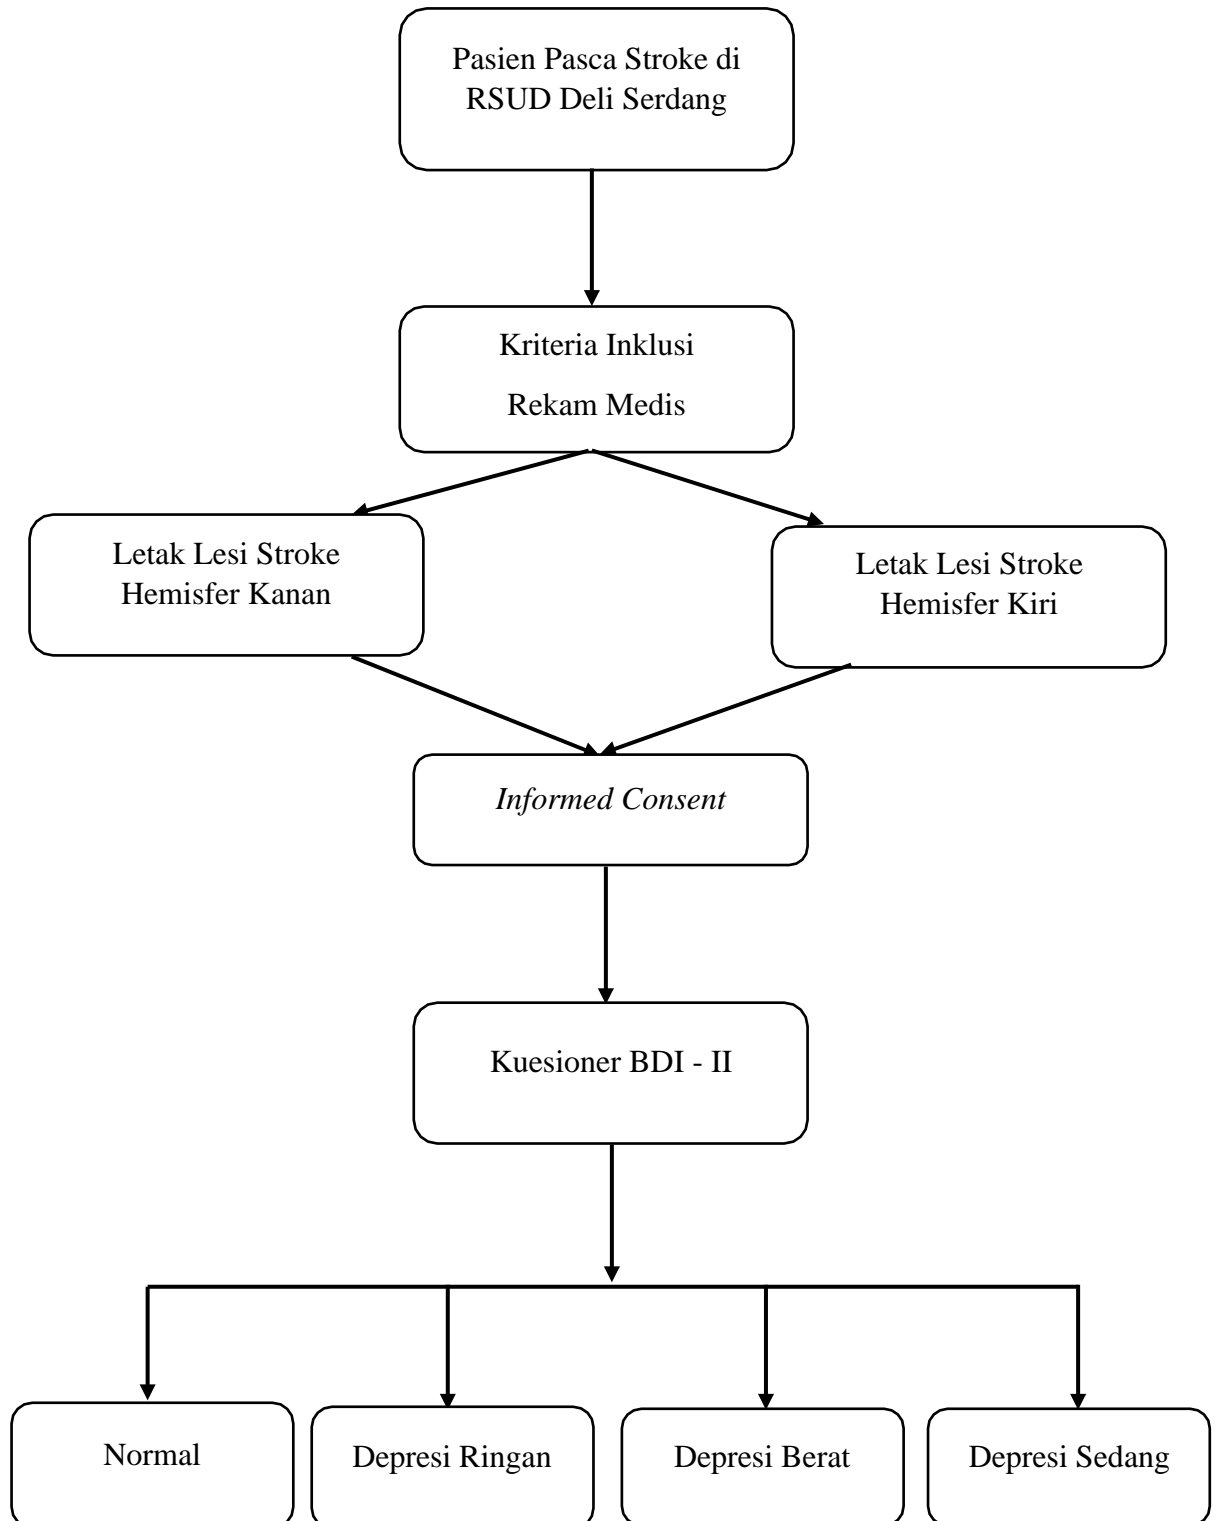 Pasien Pasca Stroke di
RSUD Deli Serdang
Kriteria Inklusi
Rekam Medis
Letak Lesi Stroke
Hemisfer Kanan
Letak Lesi Stroke
Hemisfer Kiri
Informed Consent
Kuesioner BDI - II
Normal
Depresi Ringan
Depresi Berat
Depresi Sedang